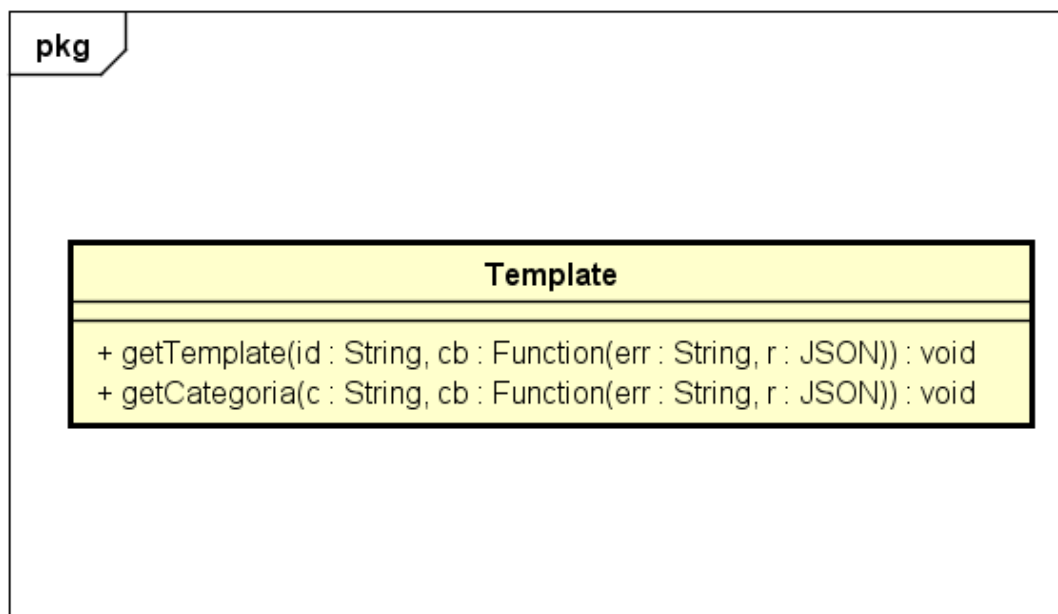 pkg
Template
+ getTemplate(id : String, cb : Function(err : String, r : JSON)) : void
+ getCategoria(c : String, cb : Function(err : String, r : JSON)) : void